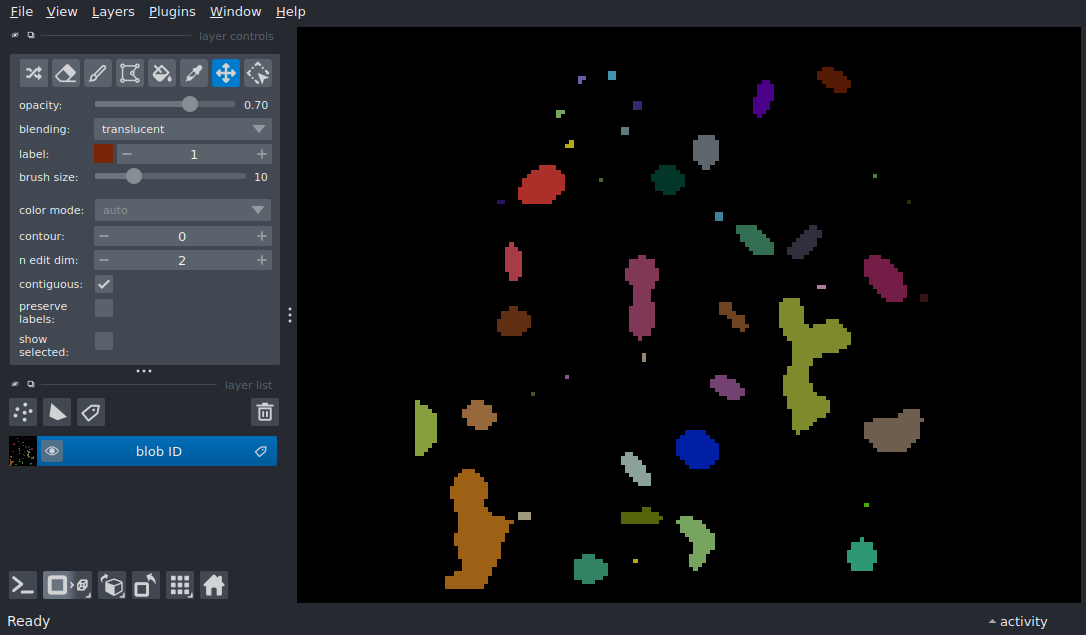 File View Layers Plugins Window Help
layer controls
opacity: 0.70
blending: translucent
label: 1
brush size: 10
color mode: auto
contour: 0
n edit dim: 2
contiguous:
preserve
labels:
show
selected:
layer list
blob ID
Ready
activity